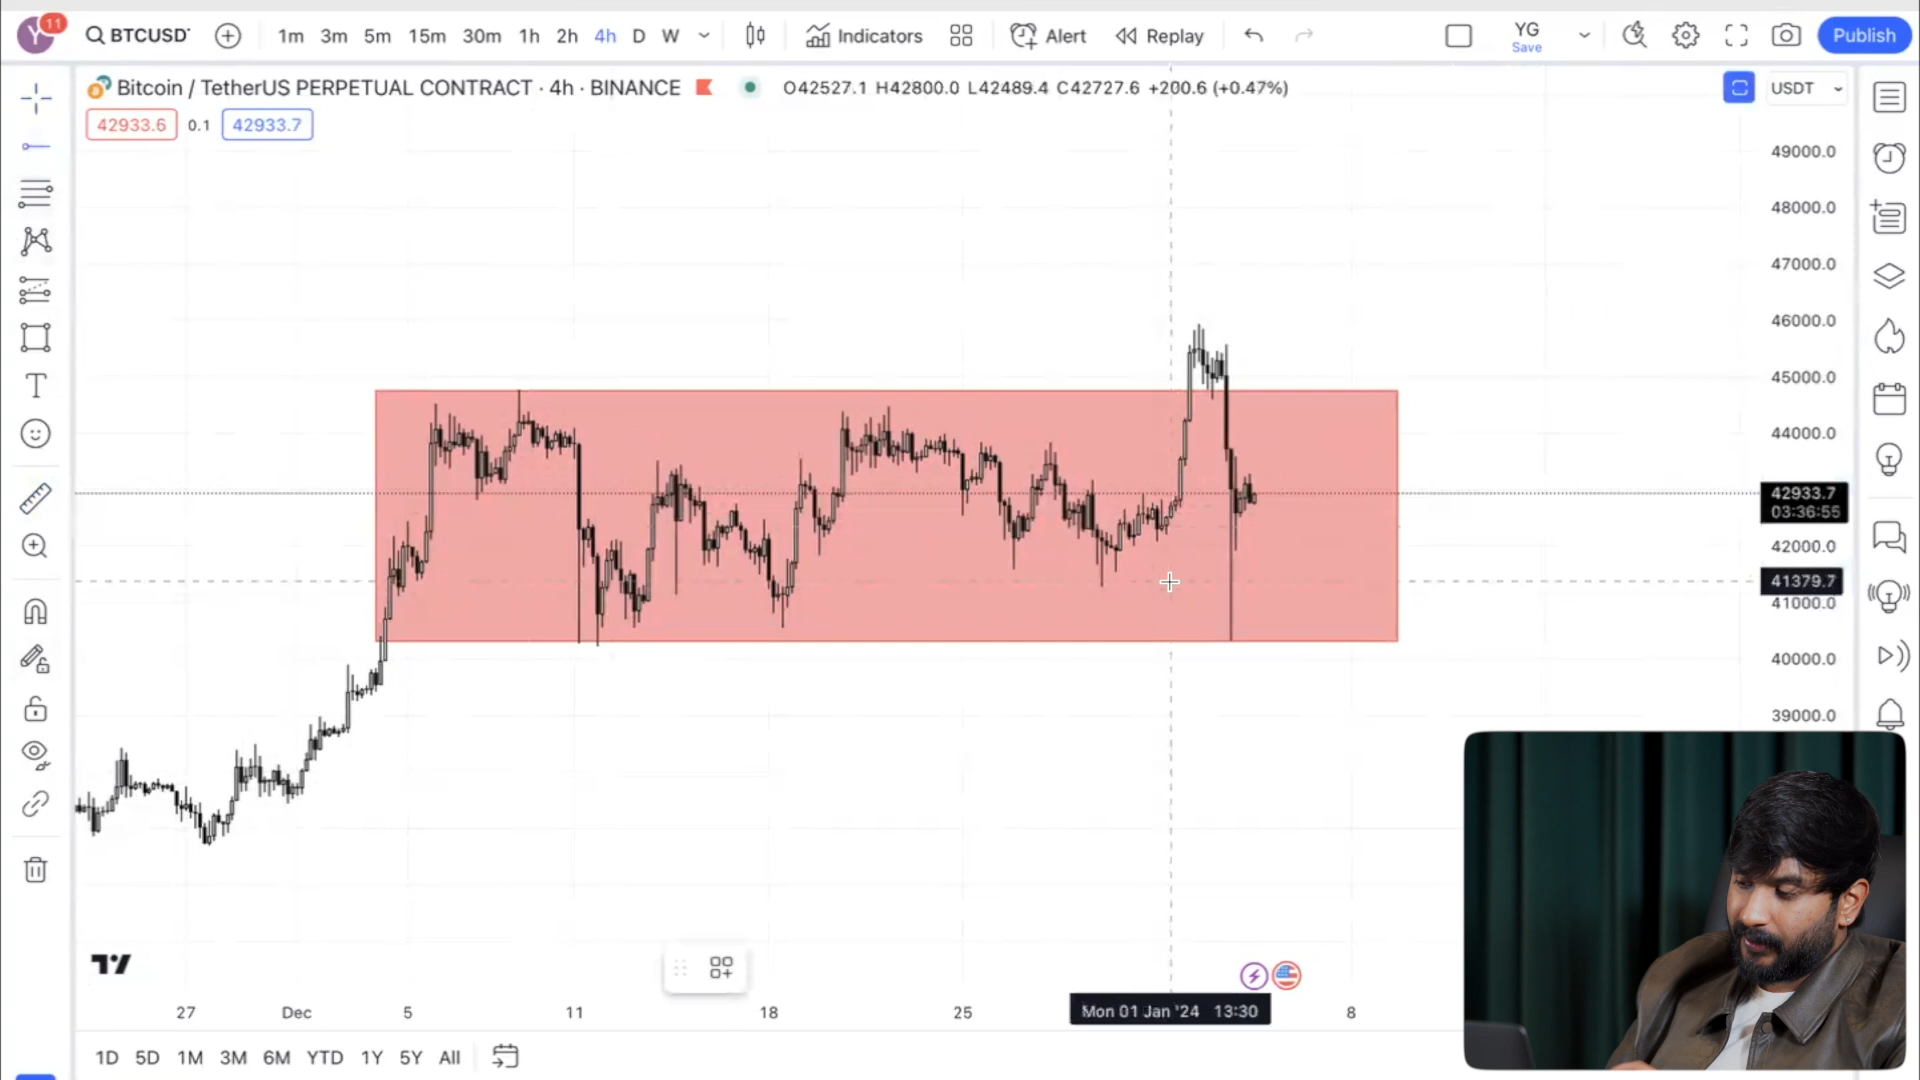 Y 11 BTCUSDT 1m 3m 5m 15m 30m 1h 2h 4h D W Indicators Alert Replay YG Save Publish
Bitcoin / TetherUS PERPETUAL CONTRACT · 4h · BINANCE O42527.1 H42800.0 L42489.4 C42727.6 +200.6 (+0.47%) USDT
42933.6 0.1 42933.7
49000.0
48000.0
47000.0
46000.0
45000.0
44000.0
42933.7
03:36:55
42000.0
41379.7
41000.0
40000.0
39000.0
27 Dec 5 11 18 25 Mon 01 Jan '24 13:30 8
1D 5D 1M 3M 6M YTD 1Y 5Y All